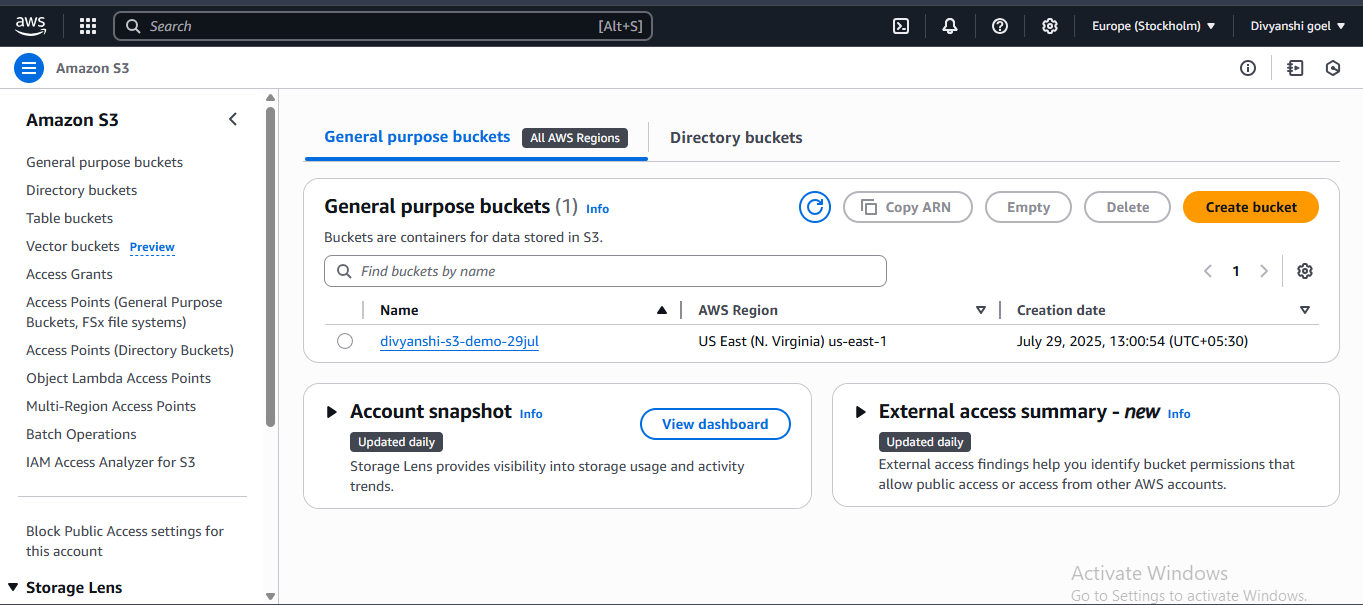 aws
Search [Alt+S]
Europe (Stockholm)
Divyanshi goel
Amazon S3
Amazon S3
General purpose buckets
Directory buckets
Table buckets
Vector buckets Preview
Access Grants
Access Points (General Purpose
Buckets, FSx file systems)
Access Points (Directory Buckets)
Object Lambda Access Points
Multi-Region Access Points
Batch Operations
IAM Access Analyzer for S3
Block Public Access settings for
this account
Storage Lens
General purpose buckets All AWS Regions
Directory buckets
General purpose buckets (1) Info
Copy ARN
Empty
Delete
Create bucket
Buckets are containers for data stored in S3.
Find buckets by name
1
Name AWS Region Creation date
divyanshi-s3-demo-29jul US East (N. Virginia) us-east-1 July 29, 2025, 13:00:54 (UTC+05:30)
Account snapshot Info
Updated daily
View dashboard
Storage Lens provides visibility into storage usage and activity
trends.
External access summary - new Info
Updated daily
External access findings help you identify bucket permissions that
allow public access or access from other AWS accounts.
Activate Windows
Go to Settings to activate Windows.